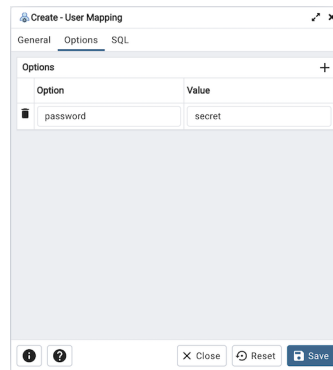 Create - User Mapping
General Options SQL
Options
Option Value
password secret
Close Reset Save